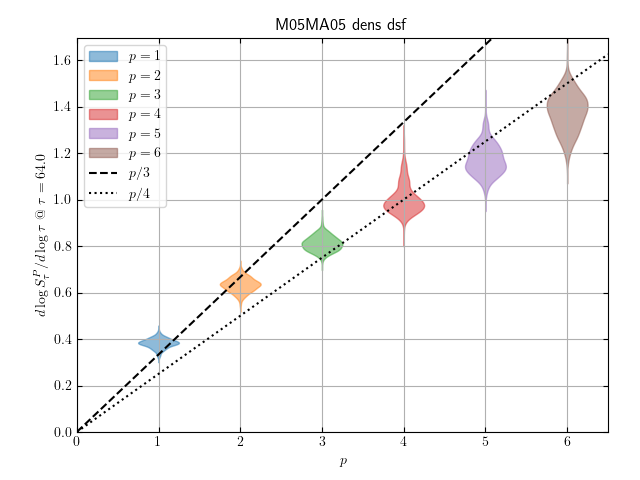 M05MA05 dens dsf
d log S_τ^P / d log τ @ τ = 64.0
1.6
1.4
1.2
1.0
0.8
0.6
0.4
0.2
0.0
p = 1
p = 2
p = 3
p = 4
p = 5
p = 6
p/3
p/4
0 1 2 3 4 5 6
p